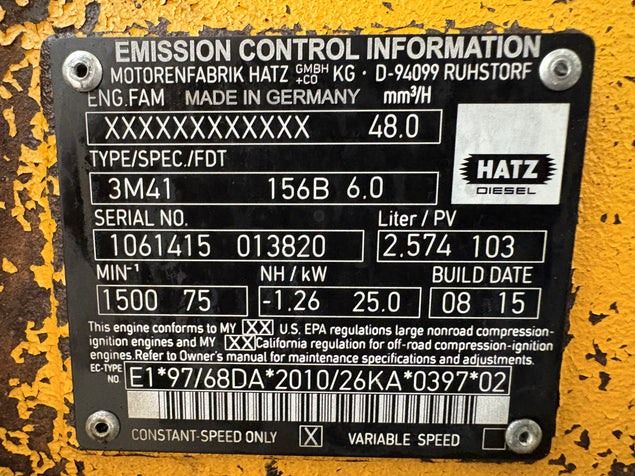 EMISSION CONTROL INFORMATION
MOTORENFABRIK HATZ GMBH +CO KG · D-94099 RUHSTORF
ENG.FAM MADE IN GERMANY mm³/H
XXXXXXXXXXXX 48.0
TYPE/SPEC./FDT
HATZ
DIESEL
3M41 156B 6.0
SERIAL NO. Liter / PV
1061415 013820 2.574 103
MIN⁻¹ NH / kW BUILD DATE
1500 75 -1.26 25.0 08 15
This engine conforms to MY XX U.S. EPA regulations large nonroad compression-
ignition engines and MY XX California regulation for off-road compression-ignition
engines. Refer to Owner's manual for maintenance specifications and adjustments.
EC-TYPE NO. E1*97/68DA*2010/26KA*0397*02
CONSTANT-SPEED ONLY X VARIABLE SPEED